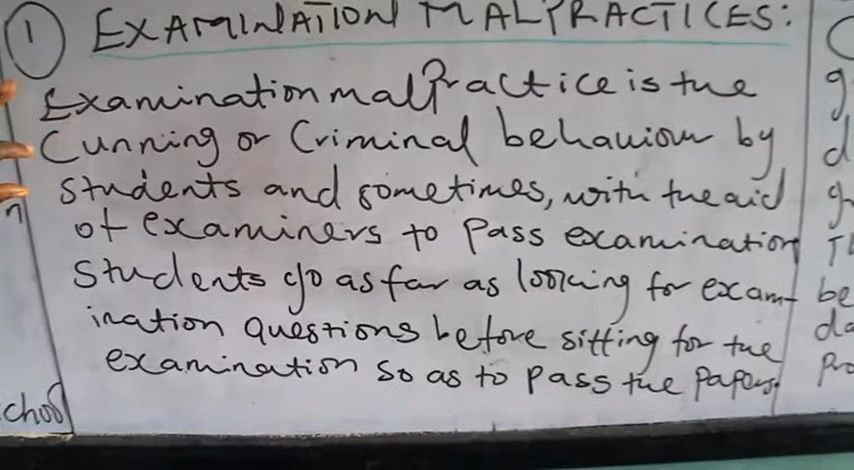 1 EXAMINATION MALPRACTICES:
Examination malPractice is the
Cunning or Criminal behaviour by
students and sometimes, with the aid
of examiners to Pass examination
Students go as far as looking for exam-
ination questions before sitting for the
examination so as to pass the Papers.